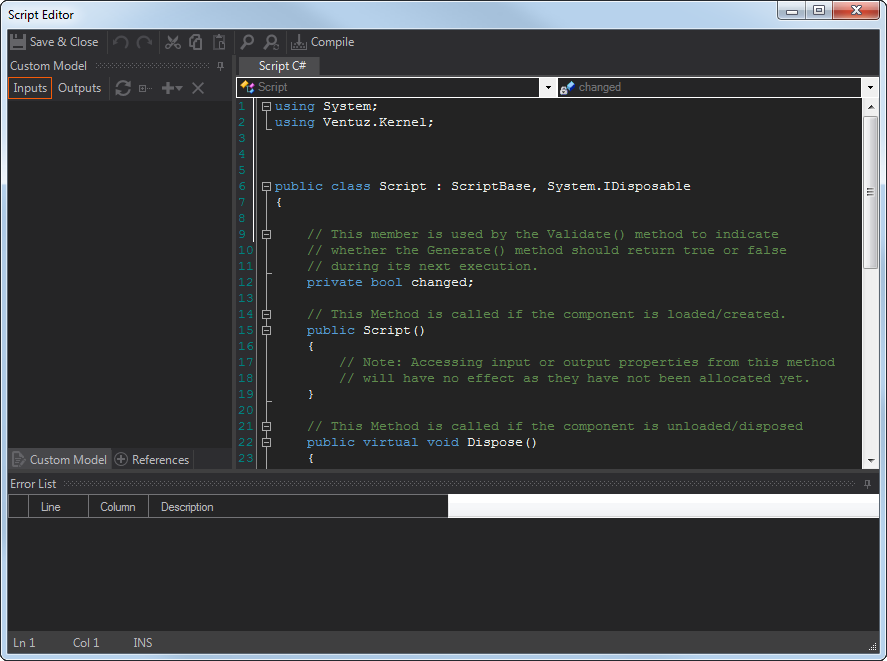 Script Editor
Save & Close
Compile
Custom Model
Script C#
Inputs Outputs
Script
changed
1 using System;
2 using Ventuz.Kernel;
3
4
5
6 public class Script : ScriptBase, System.IDisposable
7 {
8
9 // This member is used by the Validate() method to indicate
10 // whether the Generate() method should return true or false
11 // during its next execution.
12 private bool changed;
13
14 // This Method is called if the component is loaded/created.
15 public Script()
16 {
17 // Note: Accessing input or output properties from this method
18 // will have no effect as they have not been allocated yet.
19 }
20
21 // This Method is called if the component is unloaded/disposed
22 public virtual void Dispose()
23 {
Custom Model References
Error List
Line Column Description
Ln 1 Col 1 INS